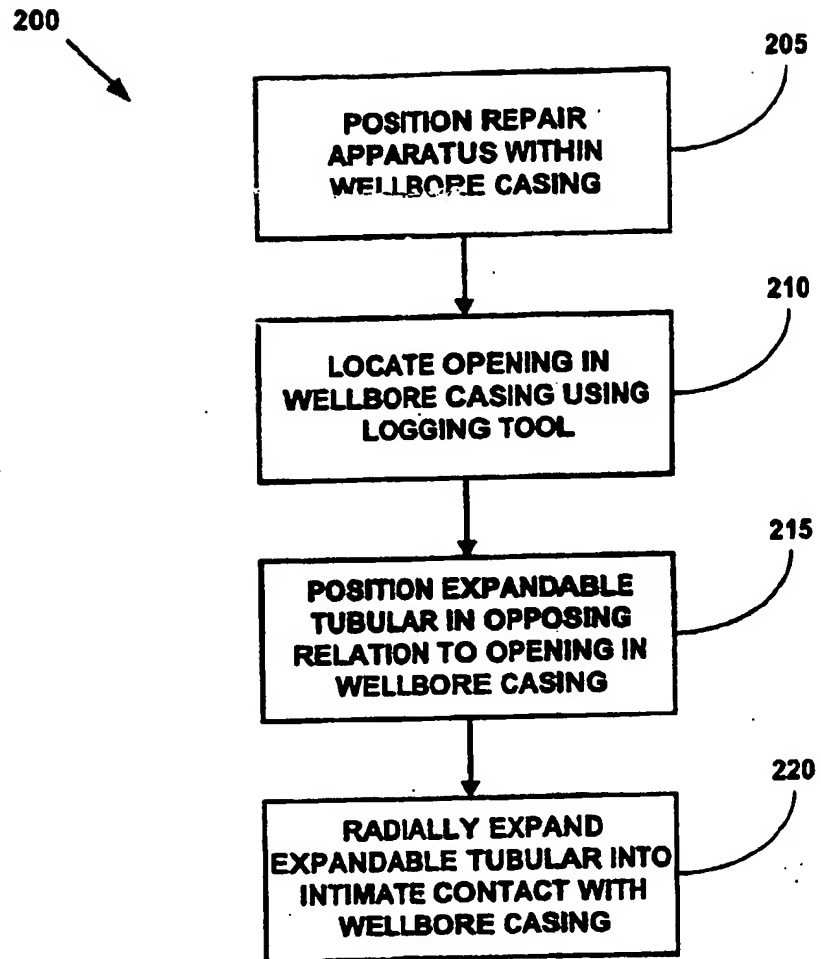 200
205
POSITION REPAIR
APPARATUS WITHIN
WELLBORE CASING
210
LOCATE OPENING IN
WELLBORE CASING USING
LOGGING TOOL
215
POSITION EXPANDABLE
TUBULAR IN OPPOSING
RELATION TO OPENING IN
WELLBORE CASING
220
RADIALLY EXPAND
EXPANDABLE TUBULAR INTO
INTIMATE CONTACT WITH
WELLBORE CASING